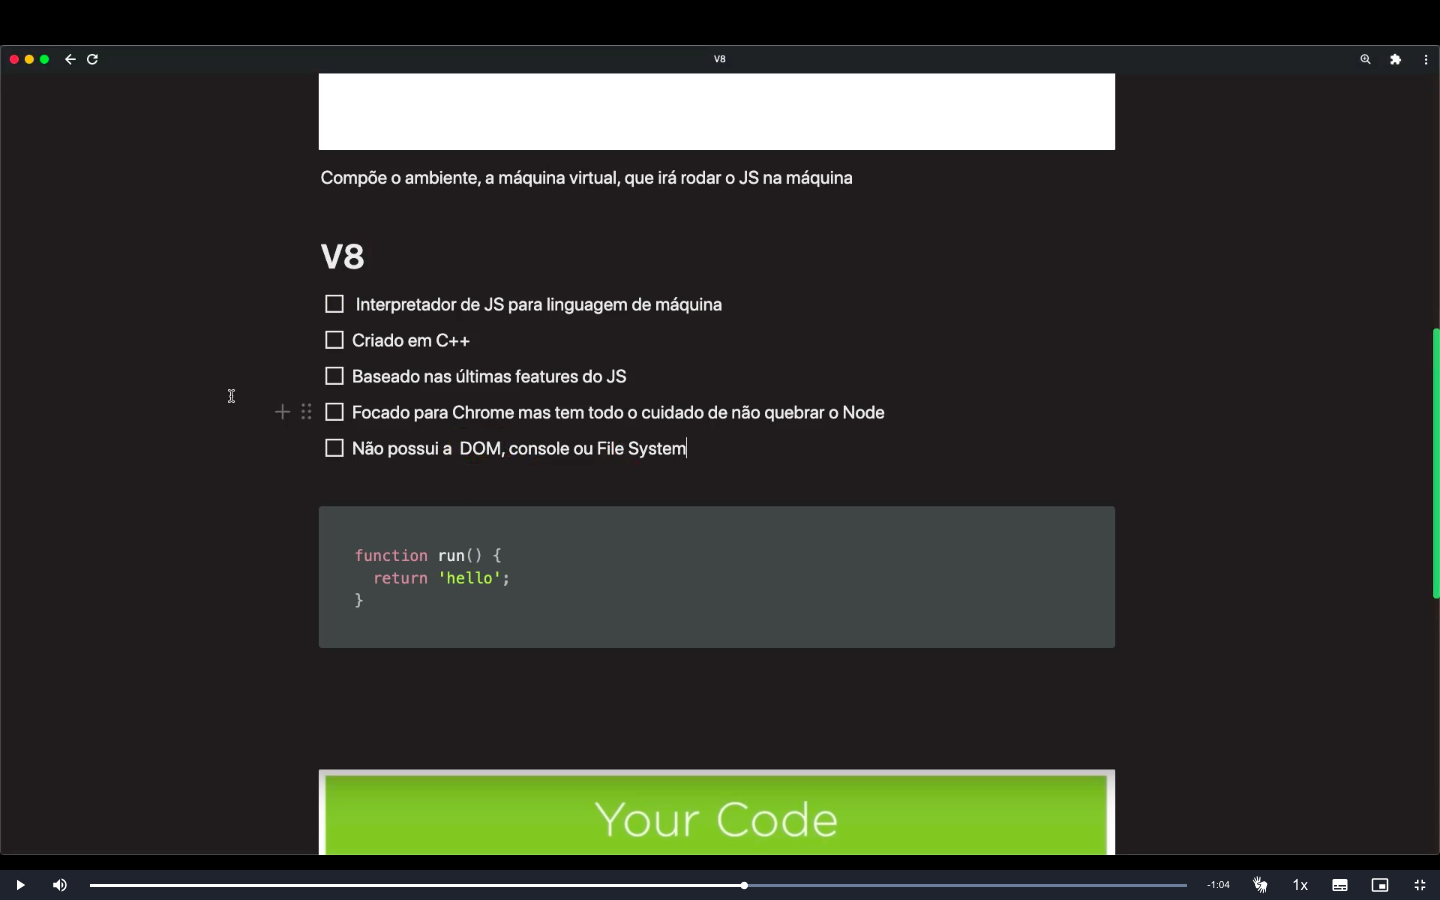 V8
Compõe o ambiente, a máquina virtual, que irá rodar o JS na máquina
V8
Interpretador de JS para linguagem de máquina
Criado em C++
Baseado nas últimas features do JS
Focado para Chrome mas tem todo o cuidado de não quebrar o Node
Não possui a  DOM, console ou File System
function run() {
  return 'hello';
}
Your Code
-1:04
1x